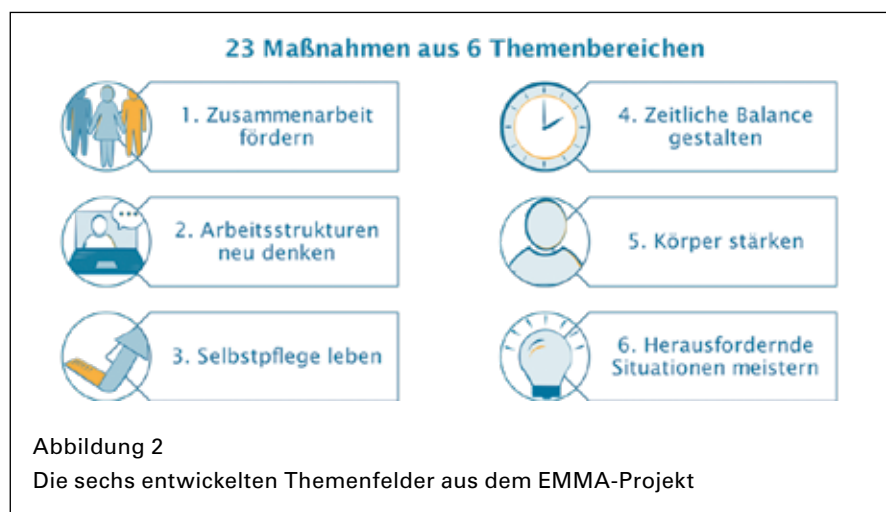 23 Maßnahmen aus 6 Themenbereichen
1. Zusammenarbeit
fördern
2. Arbeitsstrukturen
neu denken
3. Selbstpflege leben
4. Zeitliche Balance
gestalten
5. Körper stärken
6. Herausfordernde
Situationen meistern
Abbildung 2
Die sechs entwickelten Themenfelder aus dem EMMA-Projekt